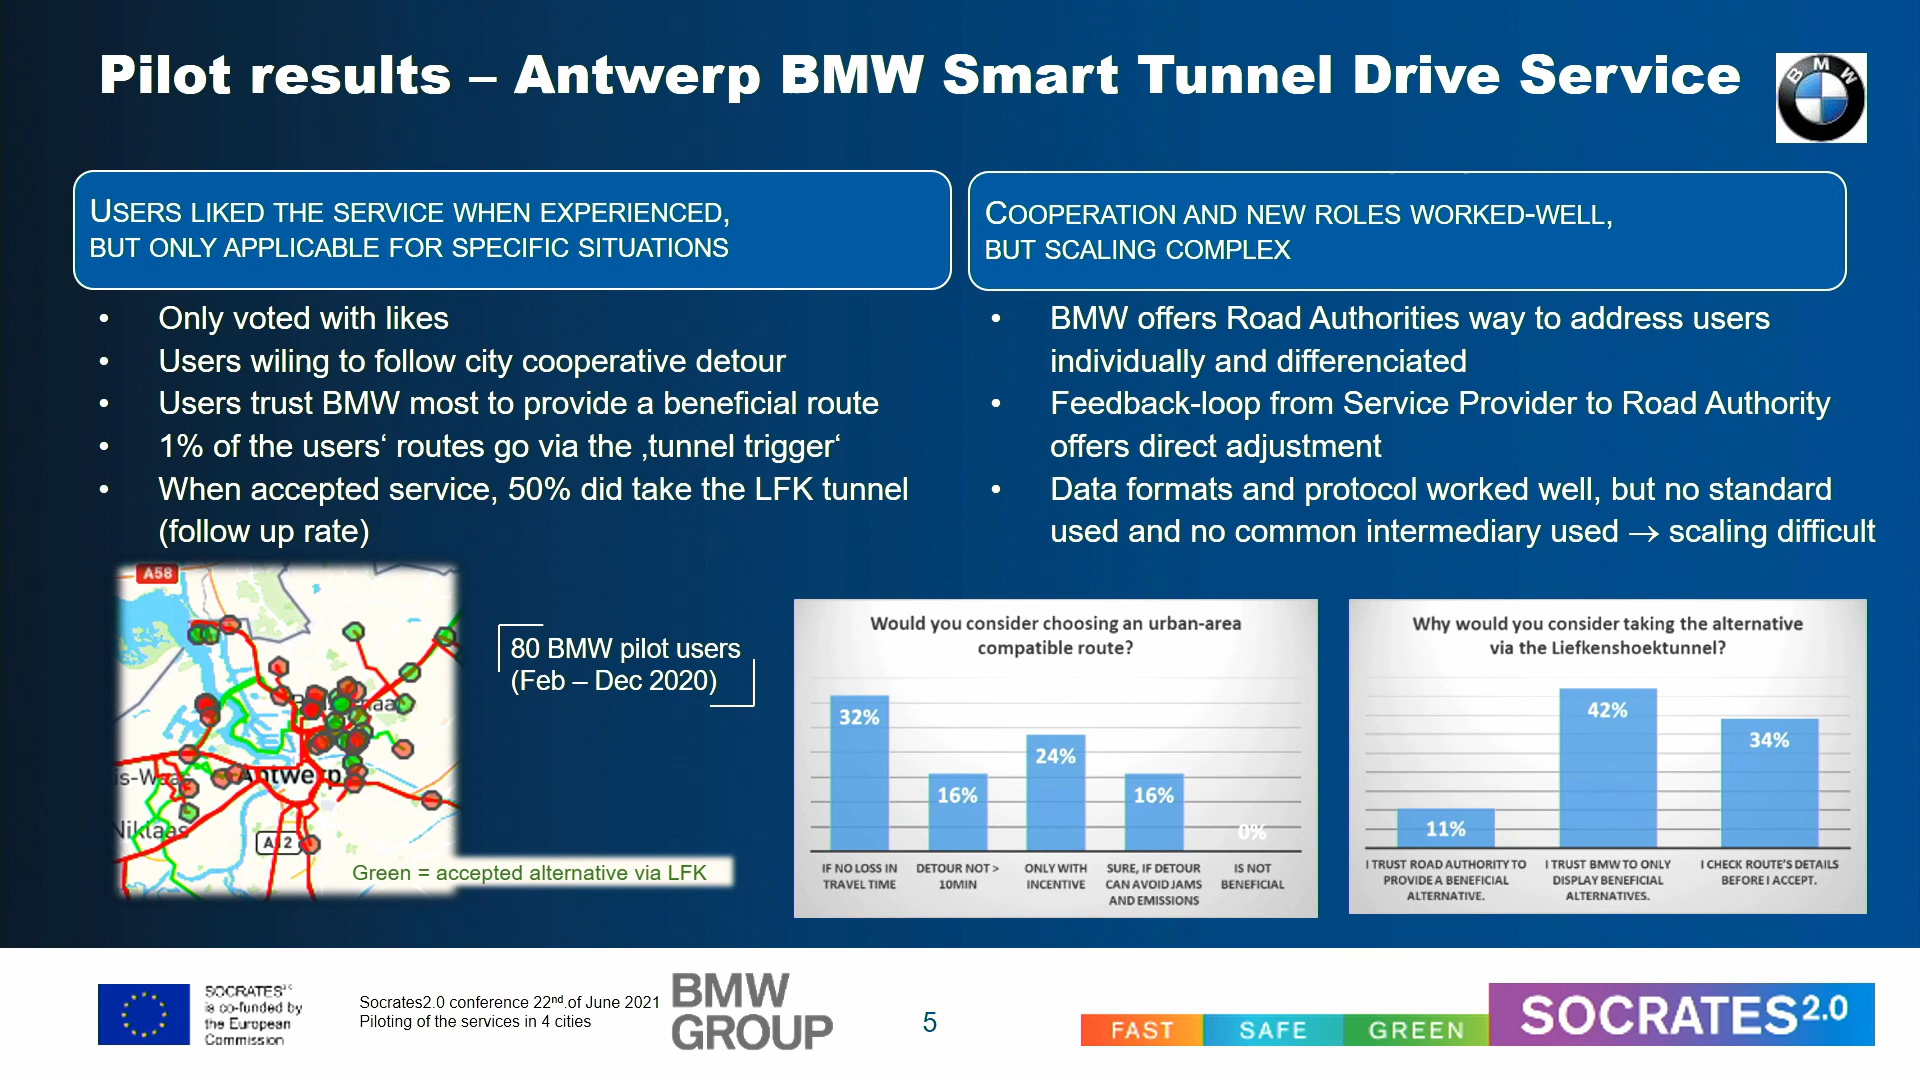 Pilot results – Antwerp BMW Smart Tunnel Drive Service
BMW
USERS LIKED THE SERVICE WHEN EXPERIENCED,
BUT ONLY APPLICABLE FOR SPECIFIC SITUATIONS
• Only voted with likes
• Users wiling to follow city cooperative detour
• Users trust BMW most to provide a beneficial route
• 1% of the users‘ routes go via the ‚tunnel trigger‘
• When accepted service, 50% did take the LFK tunnel
(follow up rate)
COOPERATION AND NEW ROLES WORKED-WELL,
BUT SCALING COMPLEX
• BMW offers Road Authorities way to address users
individually and differenciated
• Feedback-loop from Service Provider to Road Authority
offers direct adjustment
• Data formats and protocol worked well, but no standard
used and no common intermediary used → scaling difficult
A58
Antwerp
Niklaas
A12
Green = accepted alternative via LFK
80 BMW pilot users
(Feb – Dec 2020)
Would you consider choosing an urban-area
compatible route?
32%
16%
24%
16%
0%
IF NO LOSS IN
TRAVEL TIME
DETOUR NOT >
10MIN
ONLY WITH
INCENTIVE
SURE, IF DETOUR
CAN AVOID JAMS
AND EMISSIONS
IS NOT
BENEFICIAL
Why would you consider taking the alternative
via the Liefkenshoektunnel?
11%
42%
34%
I TRUST ROAD AUTHORITY TO
PROVIDE A BENEFICIAL
ALTERNATIVE.
I TRUST BMW TO ONLY
DISPLAY BENEFICIAL
ALTERNATIVES.
I CHECK ROUTE'S DETAILS
BEFORE I ACCEPT.
SOCRATES2.0
is co-funded by
the European
Commission
Socrates2.0 conference 22nd of June 2021
Piloting of the services in 4 cities
BMW
GROUP
5
FAST SAFE GREEN
SOCRATES2.0